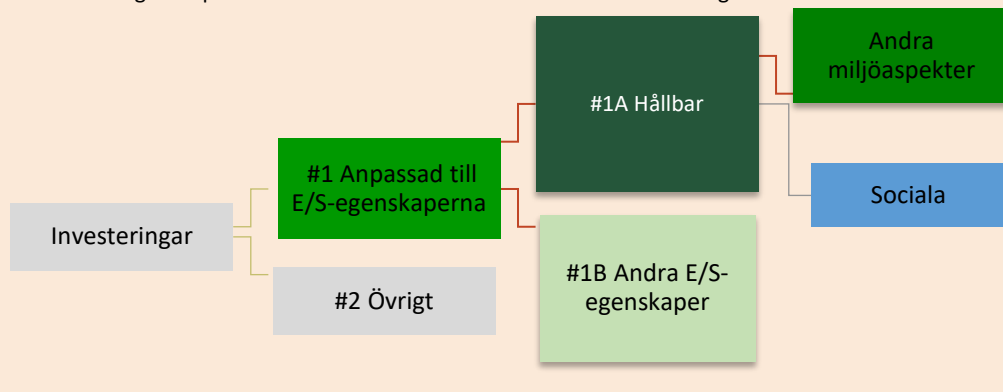 Andra
miljöaspekter
#1A Hållbar
#1 Anpassad till
E/S-egenskaperna
Sociala
Investeringar
#1B Andra E/S-
egenskaper
#2 Övrigt